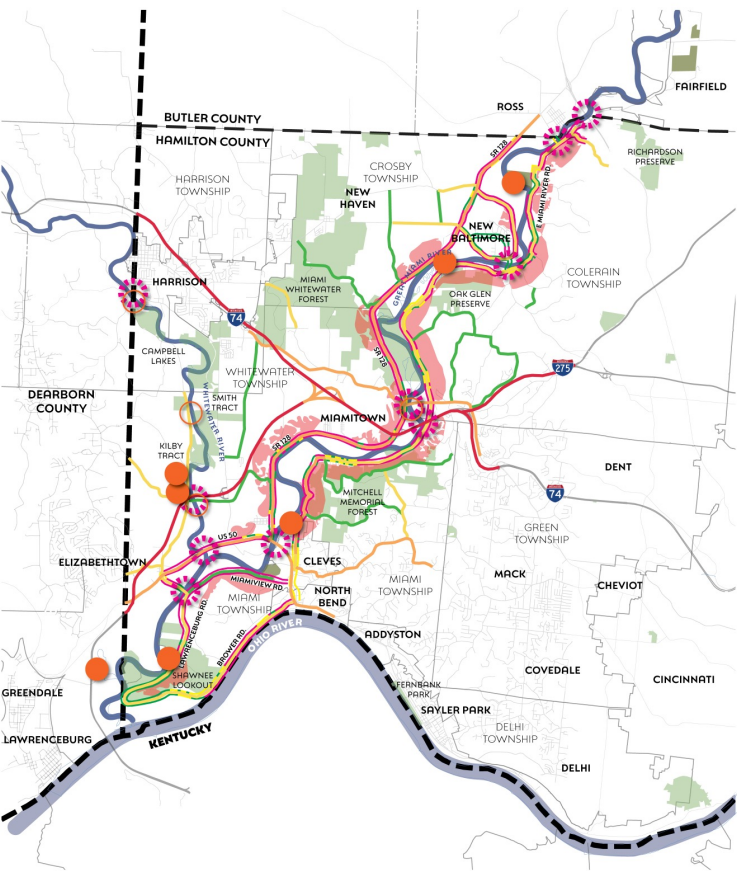 FAIRFIELD
ROSS
BUTLER COUNTY
HAMILTON COUNTY
SR 128
RICHARDSON
PRESERVE
CROSBY
TOWNSHIP
HARRISON
TOWNSHIP
NEW
HAVEN
E MIAMI RIVER RD.
NEW
BALTIMORE
COLERAIN
TOWNSHIP
HARRISON
MIAMI
WHITEWATER
FOREST
OAK GLEN
PRESERVE
74
SR 128
CAMPBELL
LAKES
275
WHITEWATER
TOWNSHIP
DEARBORN
COUNTY
SMITH
TRACT
WHITEWATER RIVER
MIAMITOWN
SR 128
KILBY
TRACT
DENT
74
MITCHELL
MEMORIAL
FOREST
GREEN
TOWNSHIP
US 50
ELIZABETHTOWN
CLEVES
MACK
MIAMIVIEW RD.
MIAMI
TOWNSHIP
CHEVIOT
NORTH
BEND
MIAMI
TOWNSHIP
LAWRENCEBURG RD.
BROWER RD.
OHIO RIVER
ADDYSTON
COVEDALE
CINCINNATI
SHAWNEE
LOOKOUT
GREENDALE
FERNBANK
PARK
SAYLER PARK
LAWRENCEBURG
KENTUCKY
DELHI
TOWNSHIP
DELHI